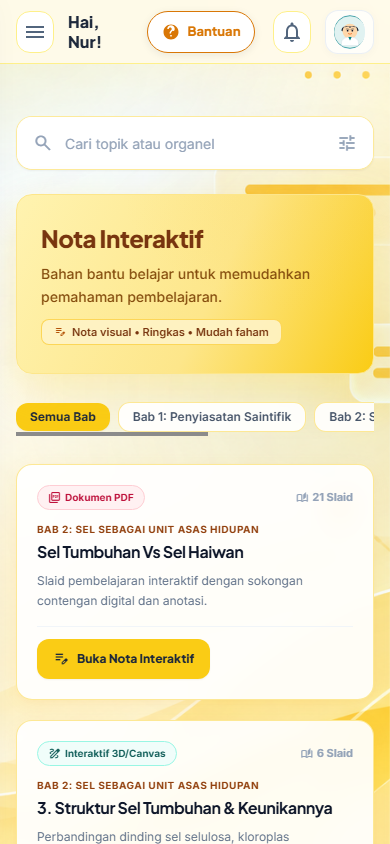 Hai,
Nur!
Bantuan
Cari topik atau organel
Nota Interaktif
Bahan bantu belajar untuk memudahkan
pemahaman pembelajaran.
Nota visual • Ringkas • Mudah faham
Semua Bab
Bab 1: Penyiasatan Saintifik
Bab 2: S
Dokumen PDF
21 Slaid
BAB 2: SEL SEBAGAI UNIT ASAS HIDUPAN
Sel Tumbuhan Vs Sel Haiwan
Slaid pembelajaran interaktif dengan sokongan
contengan digital dan anotasi.
Buka Nota Interaktif
Interaktif 3D/Canvas
6 Slaid
BAB 2: SEL SEBAGAI UNIT ASAS HIDUPAN
3. Struktur Sel Tumbuhan & Keunikannya
Perbandingan dinding sel selulosa, kloroplas